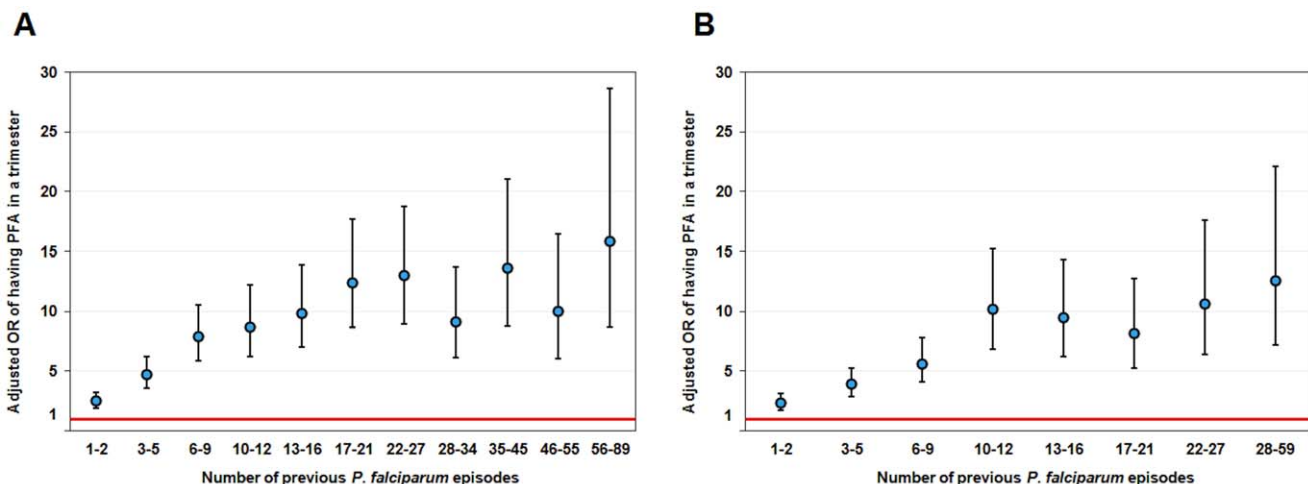 A
Adjusted OR of having PFA in a trimester
30
25
20
15
10
5
1
1-2 3-5 6-9 10-12 13-16 17-21 22-27 28-34 35-45 46-55 56-89
Number of previous P. falciparum episodes
B
Adjusted OR of having PFA in a trimester
30
25
20
15
10
5
1
1-2 3-5 6-9 10-12 13-16 17-21 22-27 28-59
Number of previous P. falciparum episodes